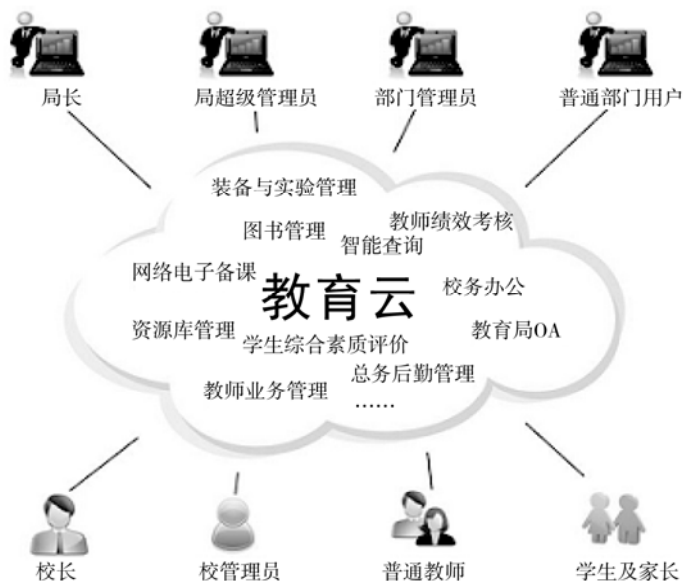 局长 局超级管理员 部门管理员 普通部门用户
装备与实验管理
教师绩效考核
图书管理
智能查询
网络电子备课
教育云
校务办公
资源库管理
教育局OA
学生综合素质评价
总务后勤管理
教师业务管理
……
校长 校管理员 普通教师 学生及家长